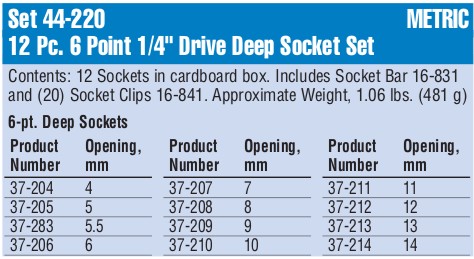 Set 44-220 METRIC
12 Pc. 6 Point 1/4" Drive Deep Socket Set
Contents: 12 Sockets in cardboard box. Includes Socket Bar 16-831
and (20) Socket Clips 16-841. Approximate Weight, 1.06 lbs. (481 g)
6-pt. Deep Sockets
Product Opening, Product Opening, Product Opening,
Number mm Number mm Number mm
37-204 4 37-207 7 37-211 11
37-205 5 37-208 8 37-212 12
37-283 5.5 37-209 9 37-213 13
37-206 6 37-210 10 37-214 14